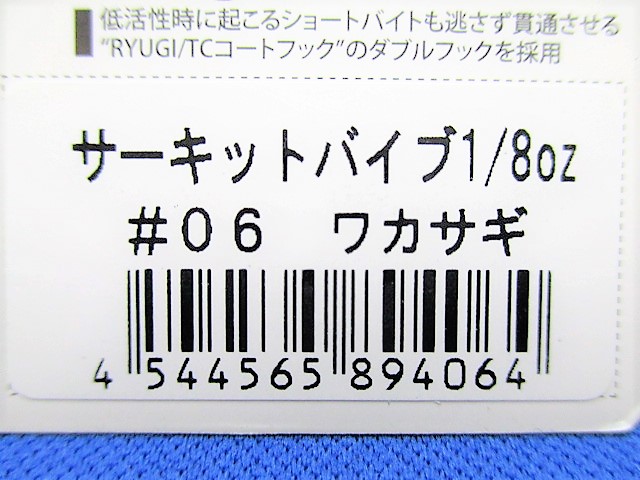 低活性時に起こるショートバイトも逃さず貫通させる
“RYUGI/TCコートフック”のダブルフックを採用
サーキットバイブ1/8oz
#06 ワカサギ
4 544565 894064